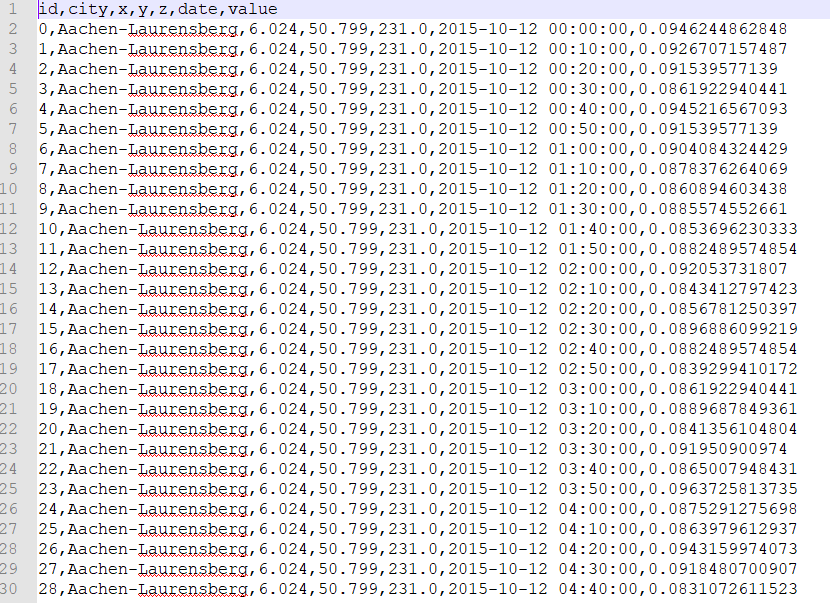 1 id,city,x,y,z,date,value
2 0,Aachen-Laurensberg,6.024,50.799,231.0,2015-10-12 00:00:00,0.0946244862848
3 1,Aachen-Laurensberg,6.024,50.799,231.0,2015-10-12 00:10:00,0.0926707157487
4 2,Aachen-Laurensberg,6.024,50.799,231.0,2015-10-12 00:20:00,0.091539577139
5 3,Aachen-Laurensberg,6.024,50.799,231.0,2015-10-12 00:30:00,0.0861922940441
6 4,Aachen-Laurensberg,6.024,50.799,231.0,2015-10-12 00:40:00,0.0945216567093
7 5,Aachen-Laurensberg,6.024,50.799,231.0,2015-10-12 00:50:00,0.091539577139
8 6,Aachen-Laurensberg,6.024,50.799,231.0,2015-10-12 01:00:00,0.0904084324429
9 7,Aachen-Laurensberg,6.024,50.799,231.0,2015-10-12 01:10:00,0.0878376264069
10 8,Aachen-Laurensberg,6.024,50.799,231.0,2015-10-12 01:20:00,0.0860894603438
11 9,Aachen-Laurensberg,6.024,50.799,231.0,2015-10-12 01:30:00,0.0885574552661
12 10,Aachen-Laurensberg,6.024,50.799,231.0,2015-10-12 01:40:00,0.0853696230333
13 11,Aachen-Laurensberg,6.024,50.799,231.0,2015-10-12 01:50:00,0.0882489574854
14 12,Aachen-Laurensberg,6.024,50.799,231.0,2015-10-12 02:00:00,0.092053731807
15 13,Aachen-Laurensberg,6.024,50.799,231.0,2015-10-12 02:10:00,0.0843412797423
16 14,Aachen-Laurensberg,6.024,50.799,231.0,2015-10-12 02:20:00,0.0856781250397
17 15,Aachen-Laurensberg,6.024,50.799,231.0,2015-10-12 02:30:00,0.0896886099219
18 16,Aachen-Laurensberg,6.024,50.799,231.0,2015-10-12 02:40:00,0.0882489574854
19 17,Aachen-Laurensberg,6.024,50.799,231.0,2015-10-12 02:50:00,0.0839299410172
20 18,Aachen-Laurensberg,6.024,50.799,231.0,2015-10-12 03:00:00,0.0861922940441
21 19,Aachen-Laurensberg,6.024,50.799,231.0,2015-10-12 03:10:00,0.0889687849361
22 20,Aachen-Laurensberg,6.024,50.799,231.0,2015-10-12 03:20:00,0.0841356104804
23 21,Aachen-Laurensberg,6.024,50.799,231.0,2015-10-12 03:30:00,0.091950900974
24 22,Aachen-Laurensberg,6.024,50.799,231.0,2015-10-12 03:40:00,0.0865007948431
25 23,Aachen-Laurensberg,6.024,50.799,231.0,2015-10-12 03:50:00,0.0963725813735
26 24,Aachen-Laurensberg,6.024,50.799,231.0,2015-10-12 04:00:00,0.0875291275698
27 25,Aachen-Laurensberg,6.024,50.799,231.0,2015-10-12 04:10:00,0.0863979612937
28 26,Aachen-Laurensberg,6.024,50.799,231.0,2015-10-12 04:20:00,0.0943159974073
29 27,Aachen-Laurensberg,6.024,50.799,231.0,2015-10-12 04:30:00,0.0918480700907
30 28,Aachen-Laurensberg,6.024,50.799,231.0,2015-10-12 04:40:00,0.0831072611523